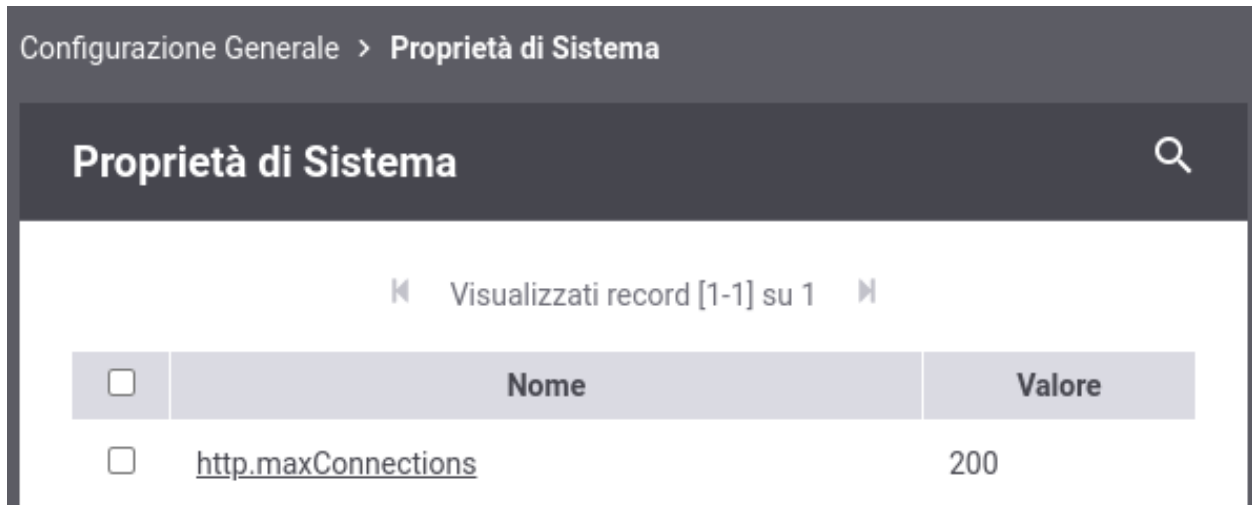 Configurazione Generale > Proprietà di Sistema
Proprietà di Sistema
Visualizzati record [1-1] su 1
Nome Valore
http.maxConnections 200